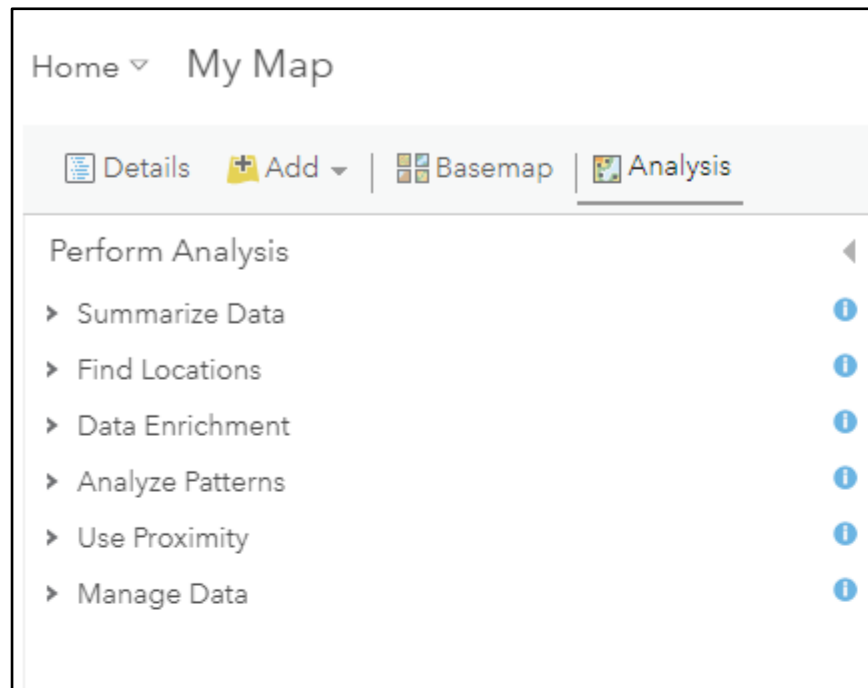 Home My Map
Details Add Basemap Analysis
Perform Analysis
Summarize Data
Find Locations
Data Enrichment
Analyze Patterns
Use Proximity
Manage Data